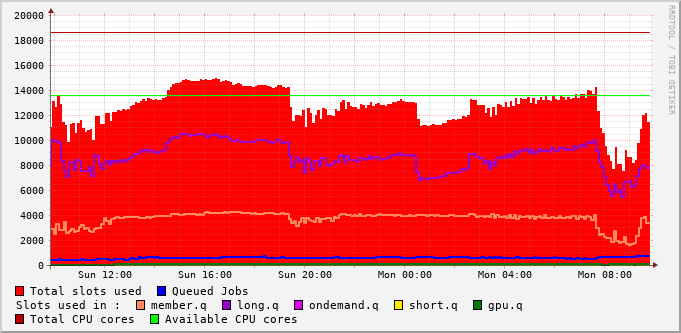 20000
18000
16000
14000
12000
10000
8000
6000
4000
2000
0
Sun 12:00 Sun 16:00 Sun 20:00 Mon 00:00 Mon 04:00 Mon 08:00
Total slots used Queued Jobs
Slots used in : member.q long.q ondemand.q short.q gpu.q
Total CPU cores Available CPU cores
RRDTOOL / TOBI OETIKER